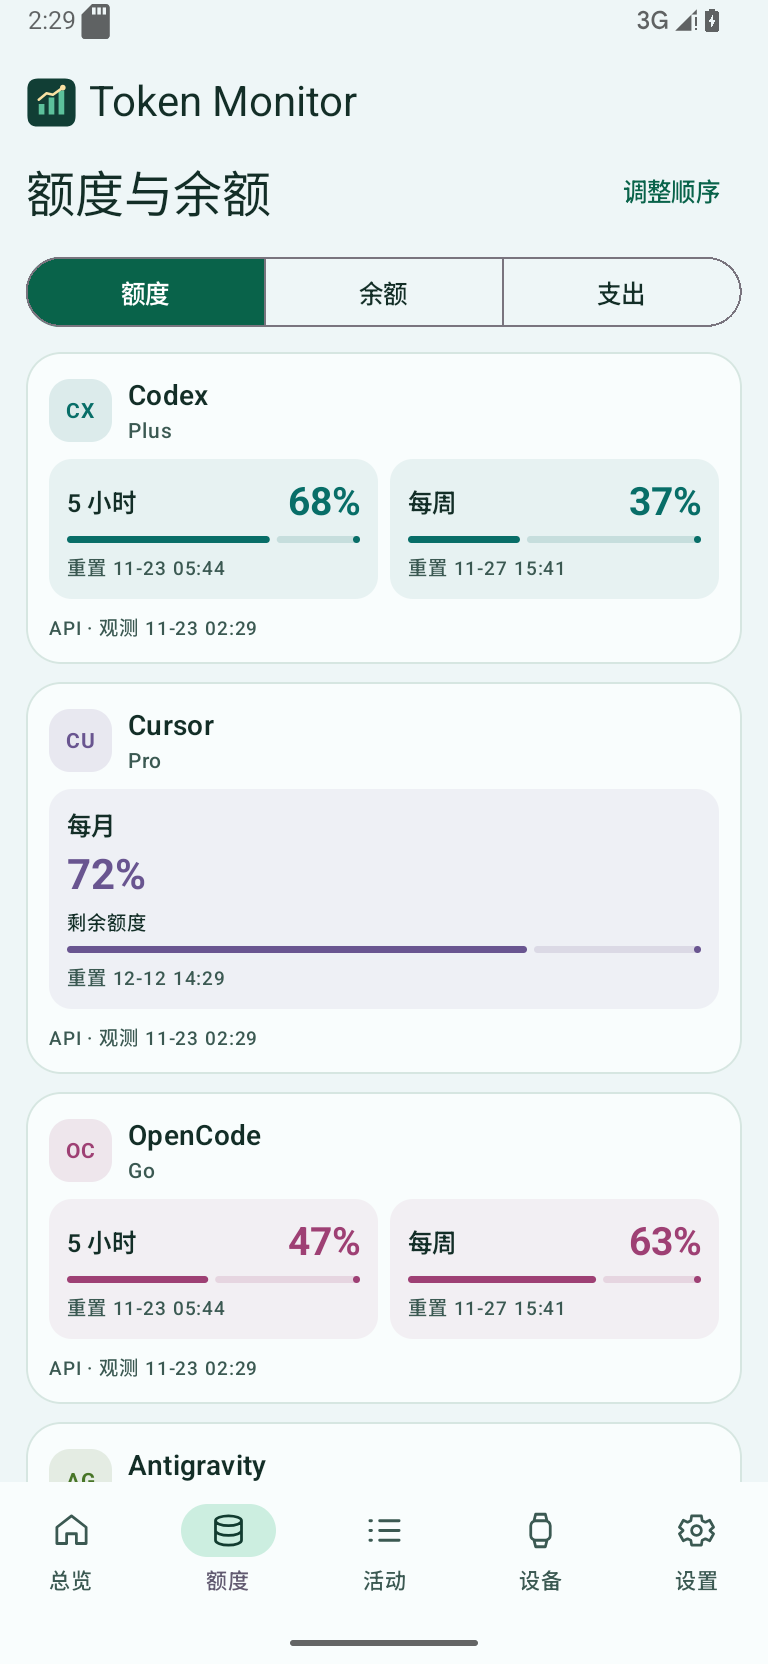 2:29
3G
Token Monitor
额度与余额
调整顺序
额度
余额
支出
CX
Codex
Plus
5 小时
68%
重置 11-23 05:44
每周
37%
重置 11-27 15:41
API · 观测 11-23 02:29
CU
Cursor
Pro
每月
72%
剩余额度
重置 12-12 14:29
API · 观测 11-23 02:29
OC
OpenCode
Go
5 小时
47%
重置 11-23 05:44
每周
63%
重置 11-27 15:41
API · 观测 11-23 02:29
AG
Antigravity
总览
额度
活动
设备
设置